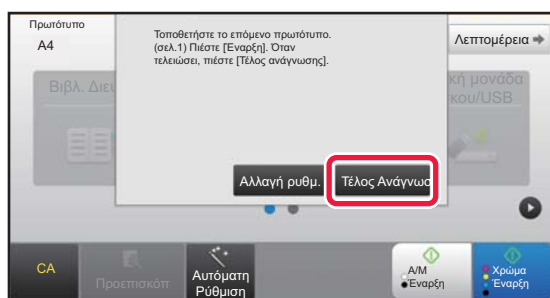 Πρωτότυπο
A4
Τοποθετήστε το επόμενο πρωτότυπο.
(σελ.1) Πιέστε [Έναρξη]. Όταν
τελειώσει, πιέστε [Τέλος ανάγνωσης].
Λεπτομέρεια
Βιβλ. Διευ
κή μονάδα
κου/USB
Αλλαγή ρυθμ.
Τέλος Ανάγνωσ
CA
Προεπισκόπ
Αυτόματη
Ρύθμιση
Α/Μ
Έναρξη
Χρώμα
Έναρξη